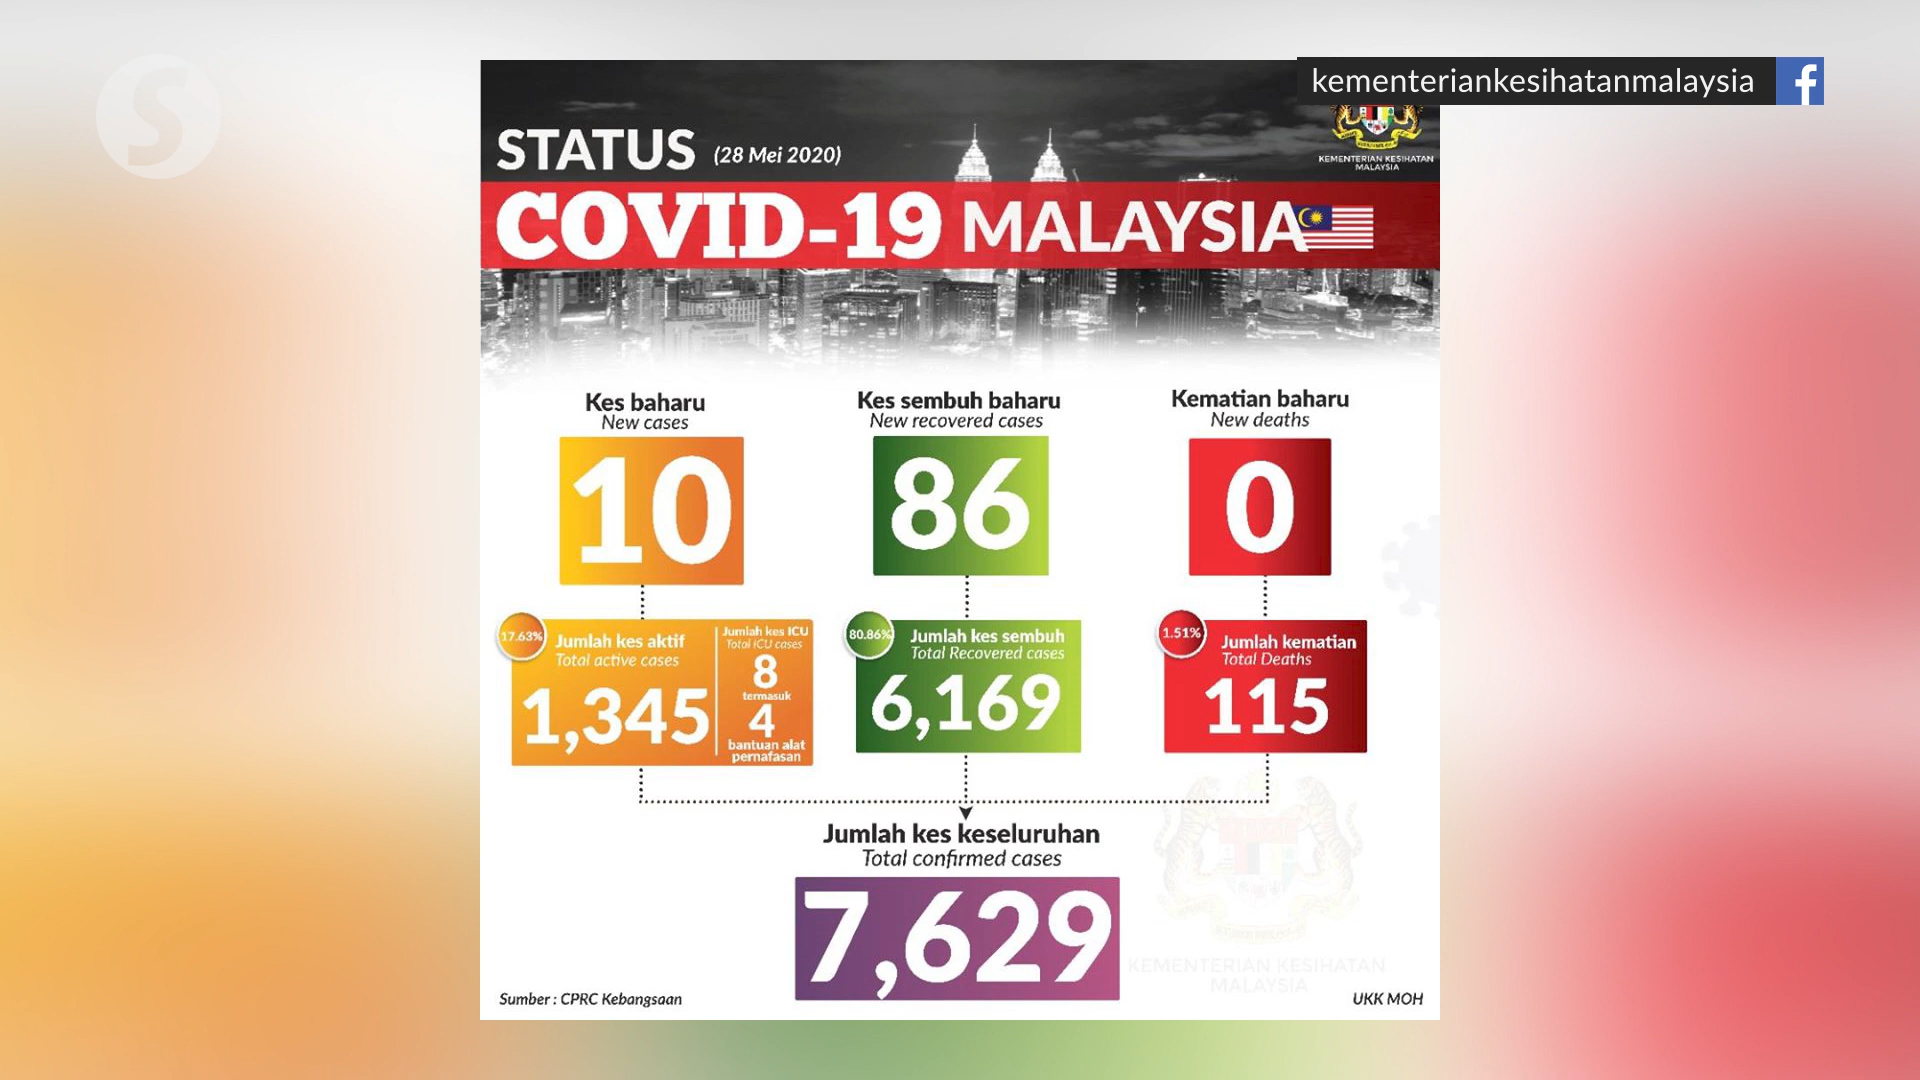 kementeriankesihatanmalaysia
STATUS (28 Mei 2020)
KEMENTERIAN KESIHATAN
MALAYSIA
COVID-19 MALAYSIA
Kes baharu
New cases
10
Kes sembuh baharu
New recovered cases
86
Kematian baharu
New deaths
0
17.63%
Jumlah kes aktif
Total active cases
1,345
Jumlah kes ICU
Total ICU cases
8
termasuk
4
bantuan alat
pernafasan
80.86%
Jumlah kes sembuh
Total Recovered cases
6,169
1.51%
Jumlah kematian
Total Deaths
115
Jumlah kes keseluruhan
Total confirmed cases
7,629
KEMENTERIAN KESIHATAN
MALAYSIA
Sumber : CPRC Kebangsaan
UKK MOH